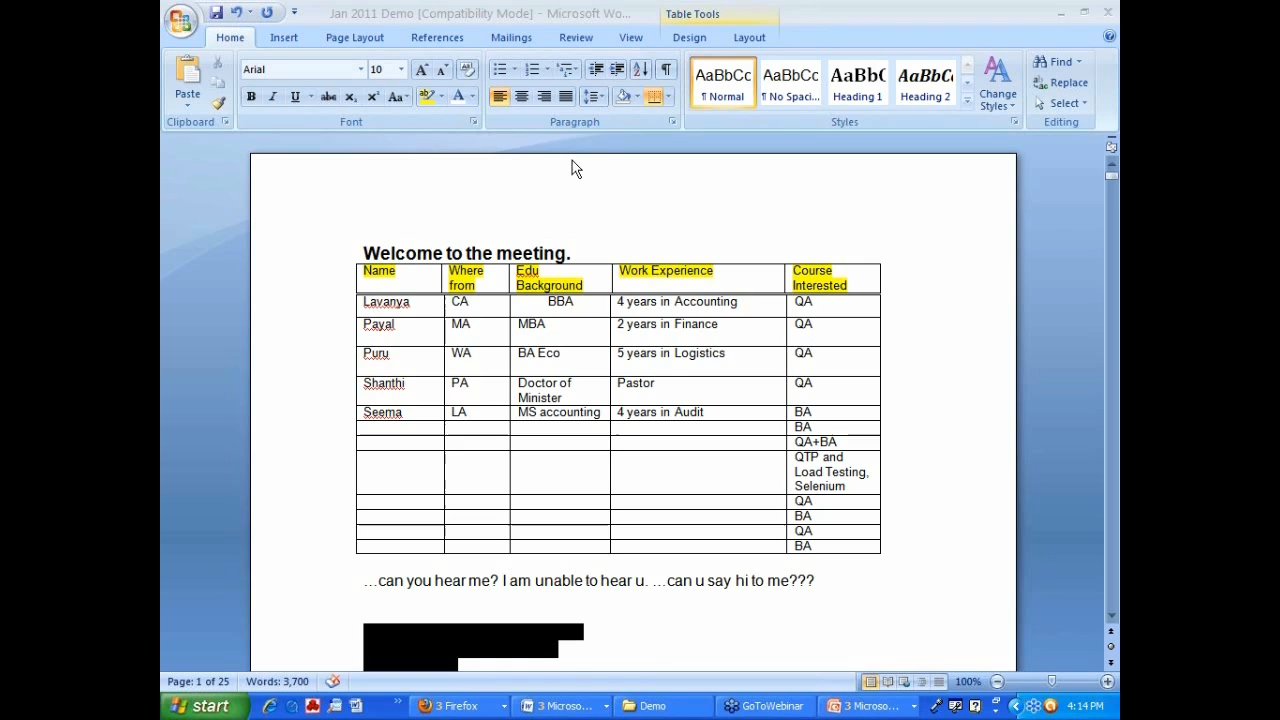 Jan 2011 Demo [Compatibility Mode] - Microsoft Wo...
Table Tools
Home Insert Page Layout References Mailings Review View Design Layout
Paste
Arial 10
AaBbCc AaBbCc AaBbC AaBbCc
¶ Normal ¶ No Spaci... Heading 1 Heading 2
Change Styles
Find
Replace
Select
Clipboard Font Paragraph Styles Editing
Welcome to the meeting.
Name Where from Edu Background Work Experience Course Interested
Lavanya CA BBA 4 years in Accounting QA
Payal MA MBA 2 years in Finance QA
Puru WA BA Eco 5 years in Logistics QA
Shanthi PA Doctor of Minister Pastor QA
Seema LA MS accounting 4 years in Audit BA
BA
QA+BA
QTP and
Load Testing,
Selenium
QA
BA
QA
BA
…can you hear me? I am unable to hear u. …can u say hi to me???
Page: 1 of 25 Words: 3,700 100%
start 3 Firefox 3 Microso... Demo GoToWebinar 3 Microso... 4:14 PM